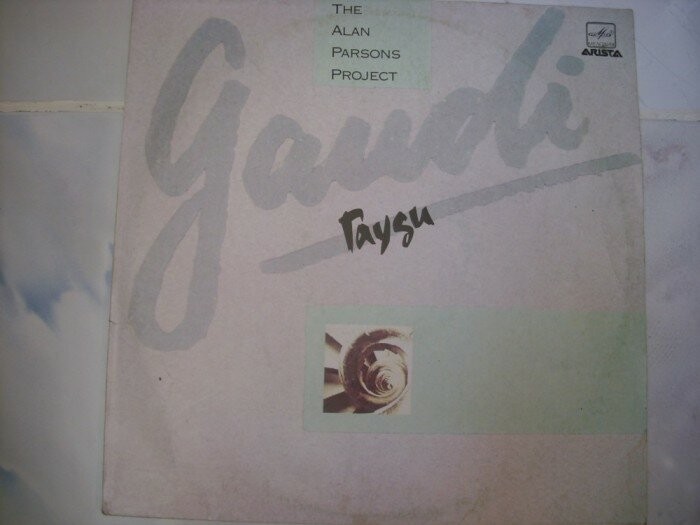 THE
ALAN
PARSONS
PROJECT
ARISTA
gaudi
гауди